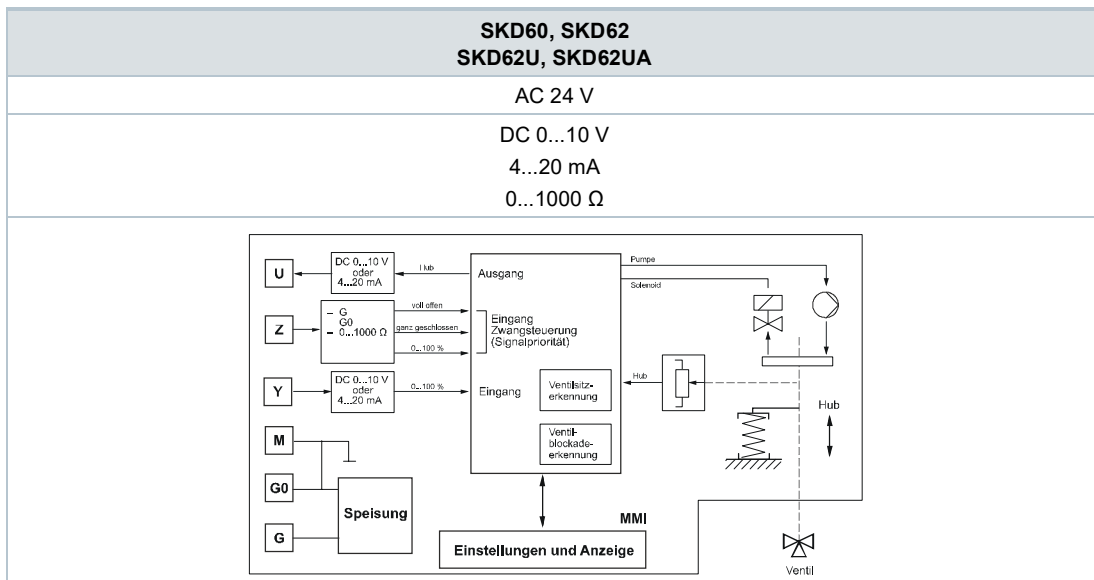 SKD60, SKD62
SKD62U, SKD62UA
AC 24 V
DC 0...10 V
4...20 mA
0...1000 Ω
U
DC 0...10 V
oder
4...20 mA
Hub
Ausgang
Pumpe
Solenoid
Z
– G
G0
– 0...1000 Ω
voll offen
ganz geschlossen
0...100 %
Eingang
Zwangsteuerung
(Signalpriorität)
Y
DC 0...10 V
oder
4...20 mA
0...100 %
Eingang
Ventilsitz-
erkennung
Hub
Hub
M
Ventil-
blockade-
erkennung
G0
G
Speisung
MMI
Einstellungen und Anzeige
Ventil